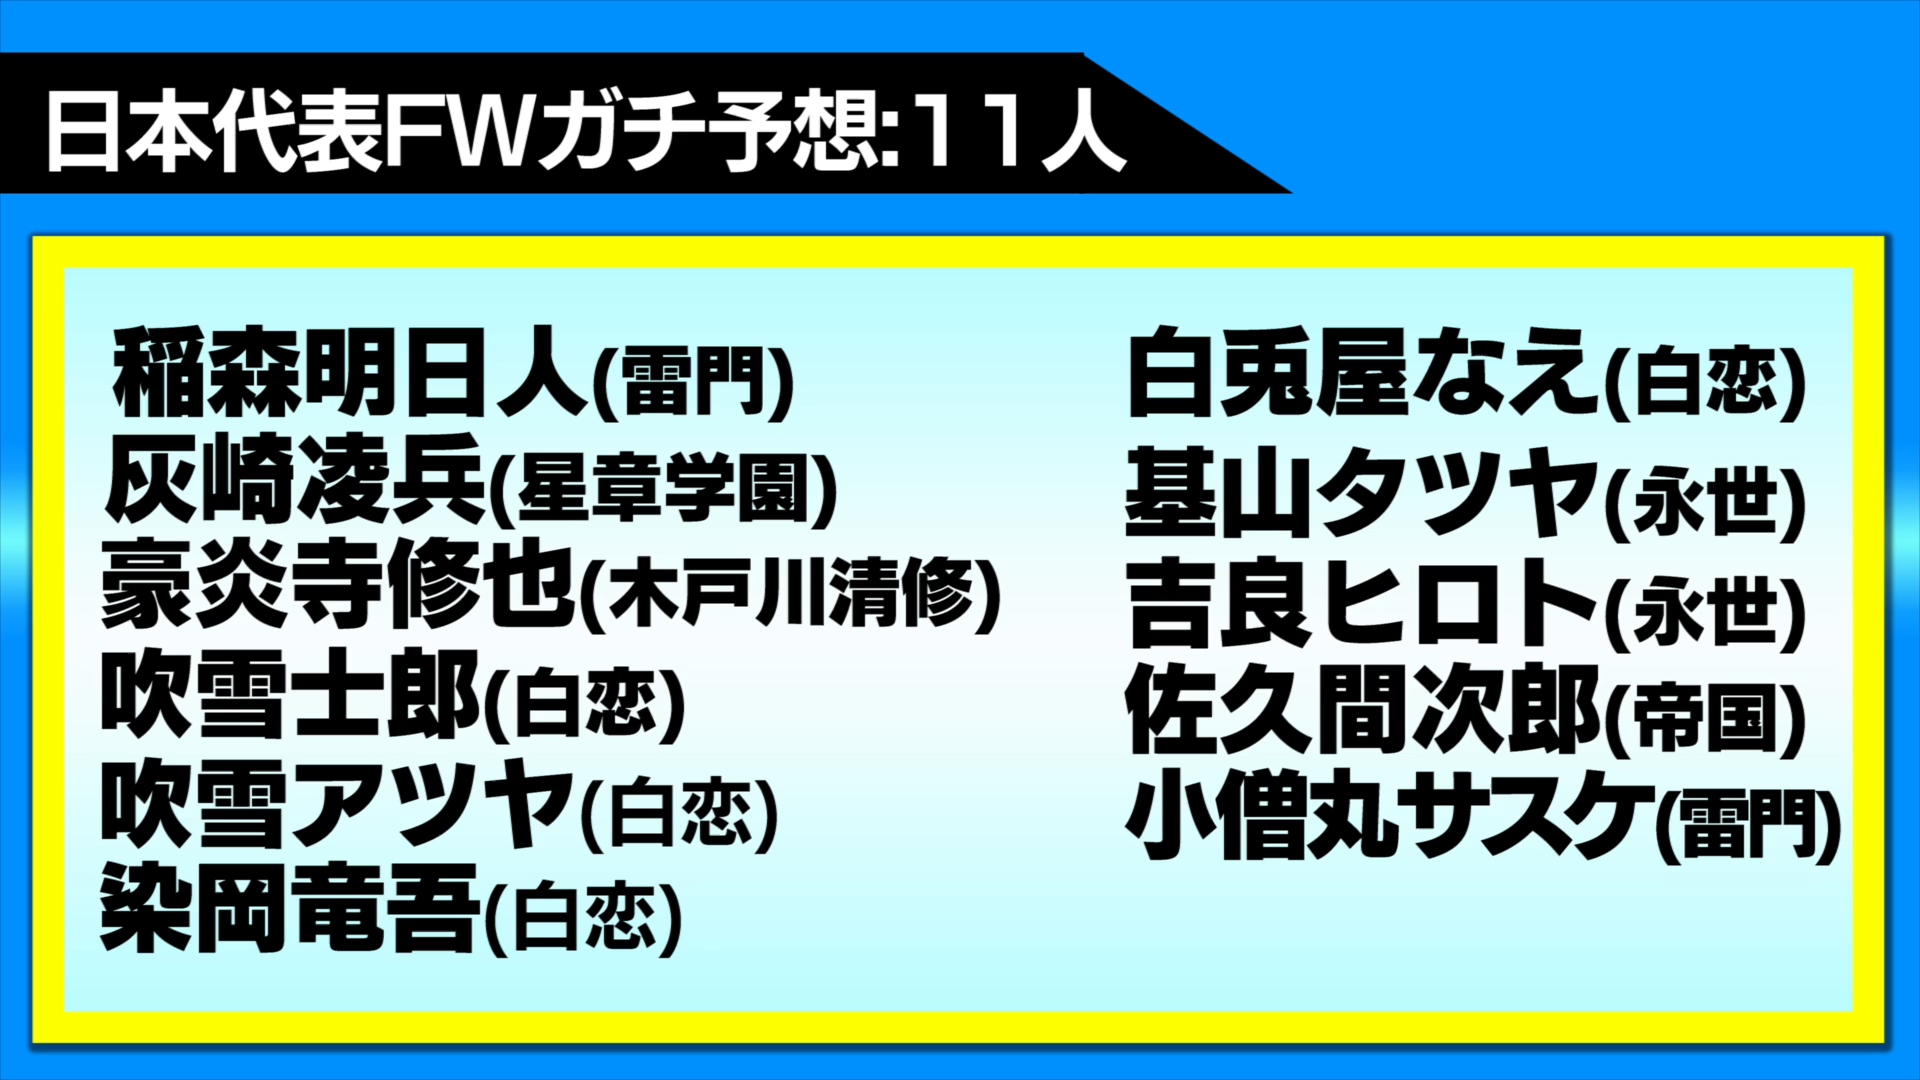 日本代表FWガチ予想:11人
稲森明日人(雷門)
灰崎凌兵(星章学園)
豪炎寺修也(木戸川清修)
吹雪士郎(白恋)
吹雪アツヤ(白恋)
染岡竜吾(白恋)
白兎屋なえ(白恋)
基山タツヤ(永世)
吉良ヒロト(永世)
佐久間次郎(帝国)
小僧丸サスケ(雷門)